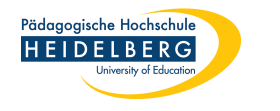 Pädagogische Hochschule
HEIDELBERG
University of Education